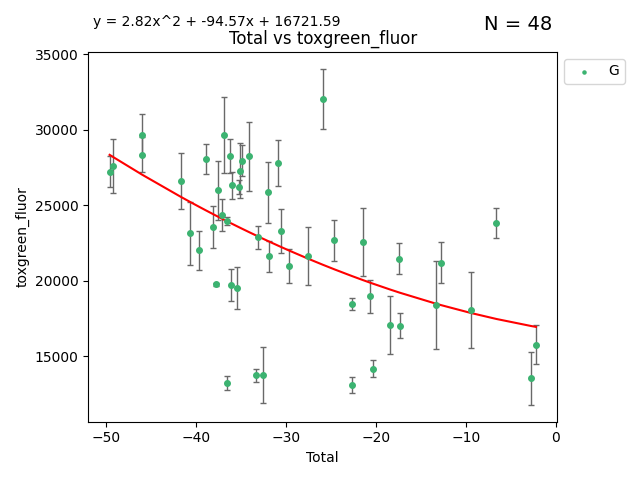 y = 2.82x^2 + -94.57x + 16721.59
N = 48
Total vs toxgreen_fluor
G
35000
30000
25000
20000
15000
toxgreen_fluor
−50
−40
−30
−20
−10
0
Total